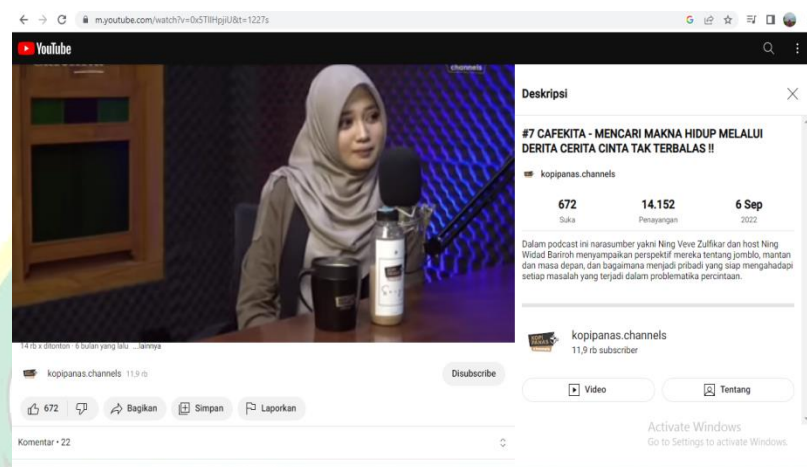 m.youtube.com/watch?v=0x5TllHpjiU&t=1227s
YouTube
channels
14 rb x ditonton · 6 bulan yang lalu ...lainnya
kopipanas.channels 11,9 rb
Disubscribe
672
Bagikan
Simpan
Laporkan
Komentar • 22
Deskripsi
#7 CAFEKITA - MENCARI MAKNA HIDUP MELALUI
DERITA CERITA CINTA TAK TERBALAS !!
kopipanas.channels
672 14.152 6 Sep
Suka Penayangan 2022
Dalam podcast ini narasumber yakni Ning Veve Zulfikar dan host Ning
Widad Bariroh menyampaikan perspektif mereka tentang jomblo, mantan
dan masa depan, dan bagaimana menjadi pribadi yang siap mengahadapi
setiap masalah yang terjadi dalam problematika percintaan.
KOPI
PANAS
kopipanas.channels
11,9 rb subscriber
Video
Tentang
Activate Windows
Go to Settings to activate Windows.